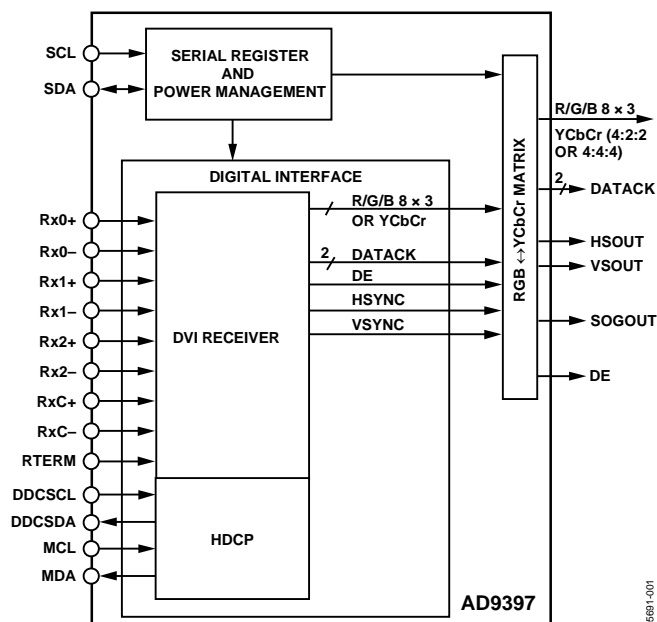 SCL
SDA
SERIAL REGISTER
AND
POWER MANAGEMENT
R/G/B 8 × 3
YCbCr (4:2:2
OR 4:4:4)
2
DATACK
HSOUT
VSOUT
SOGOUT
DE
RGB ↔ YCbCr MATRIX
DIGITAL INTERFACE
R/G/B 8 × 3
OR YCbCr
2
DATACK
DE
HSYNC
VSYNC
DVI RECEIVER
Rx0+
Rx0–
Rx1+
Rx1–
Rx2+
Rx2–
RxC+
RxC–
RTERM
DDCSCL
DDCSDA
MCL
MDA
HDCP
AD9397
5691-001